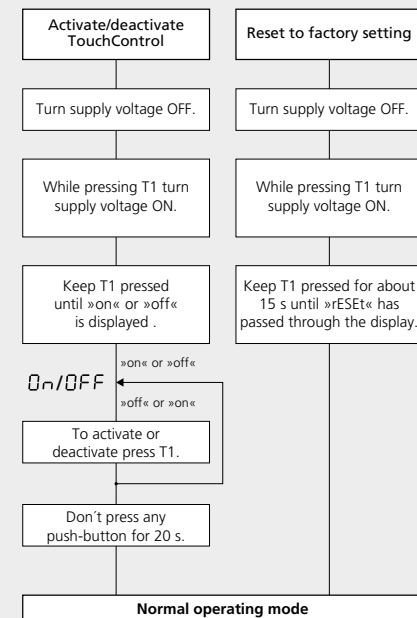 Activate/deactivate
TouchControl
Turn supply voltage OFF.
While pressing T1 turn
supply voltage ON.
Keep T1 pressed
until »on« or »off«
is displayed .
On/OFF
»on« or »off«
»off« or »on«
To activate or
deactivate press T1.
Don´t press any
push-button for 20 s.
Reset to factory setting
Turn supply voltage OFF.
While pressing T1 turn
supply voltage ON.
Keep T1 pressed for about
15 s until »rESEt« has
passed through the display.
Normal operating mode